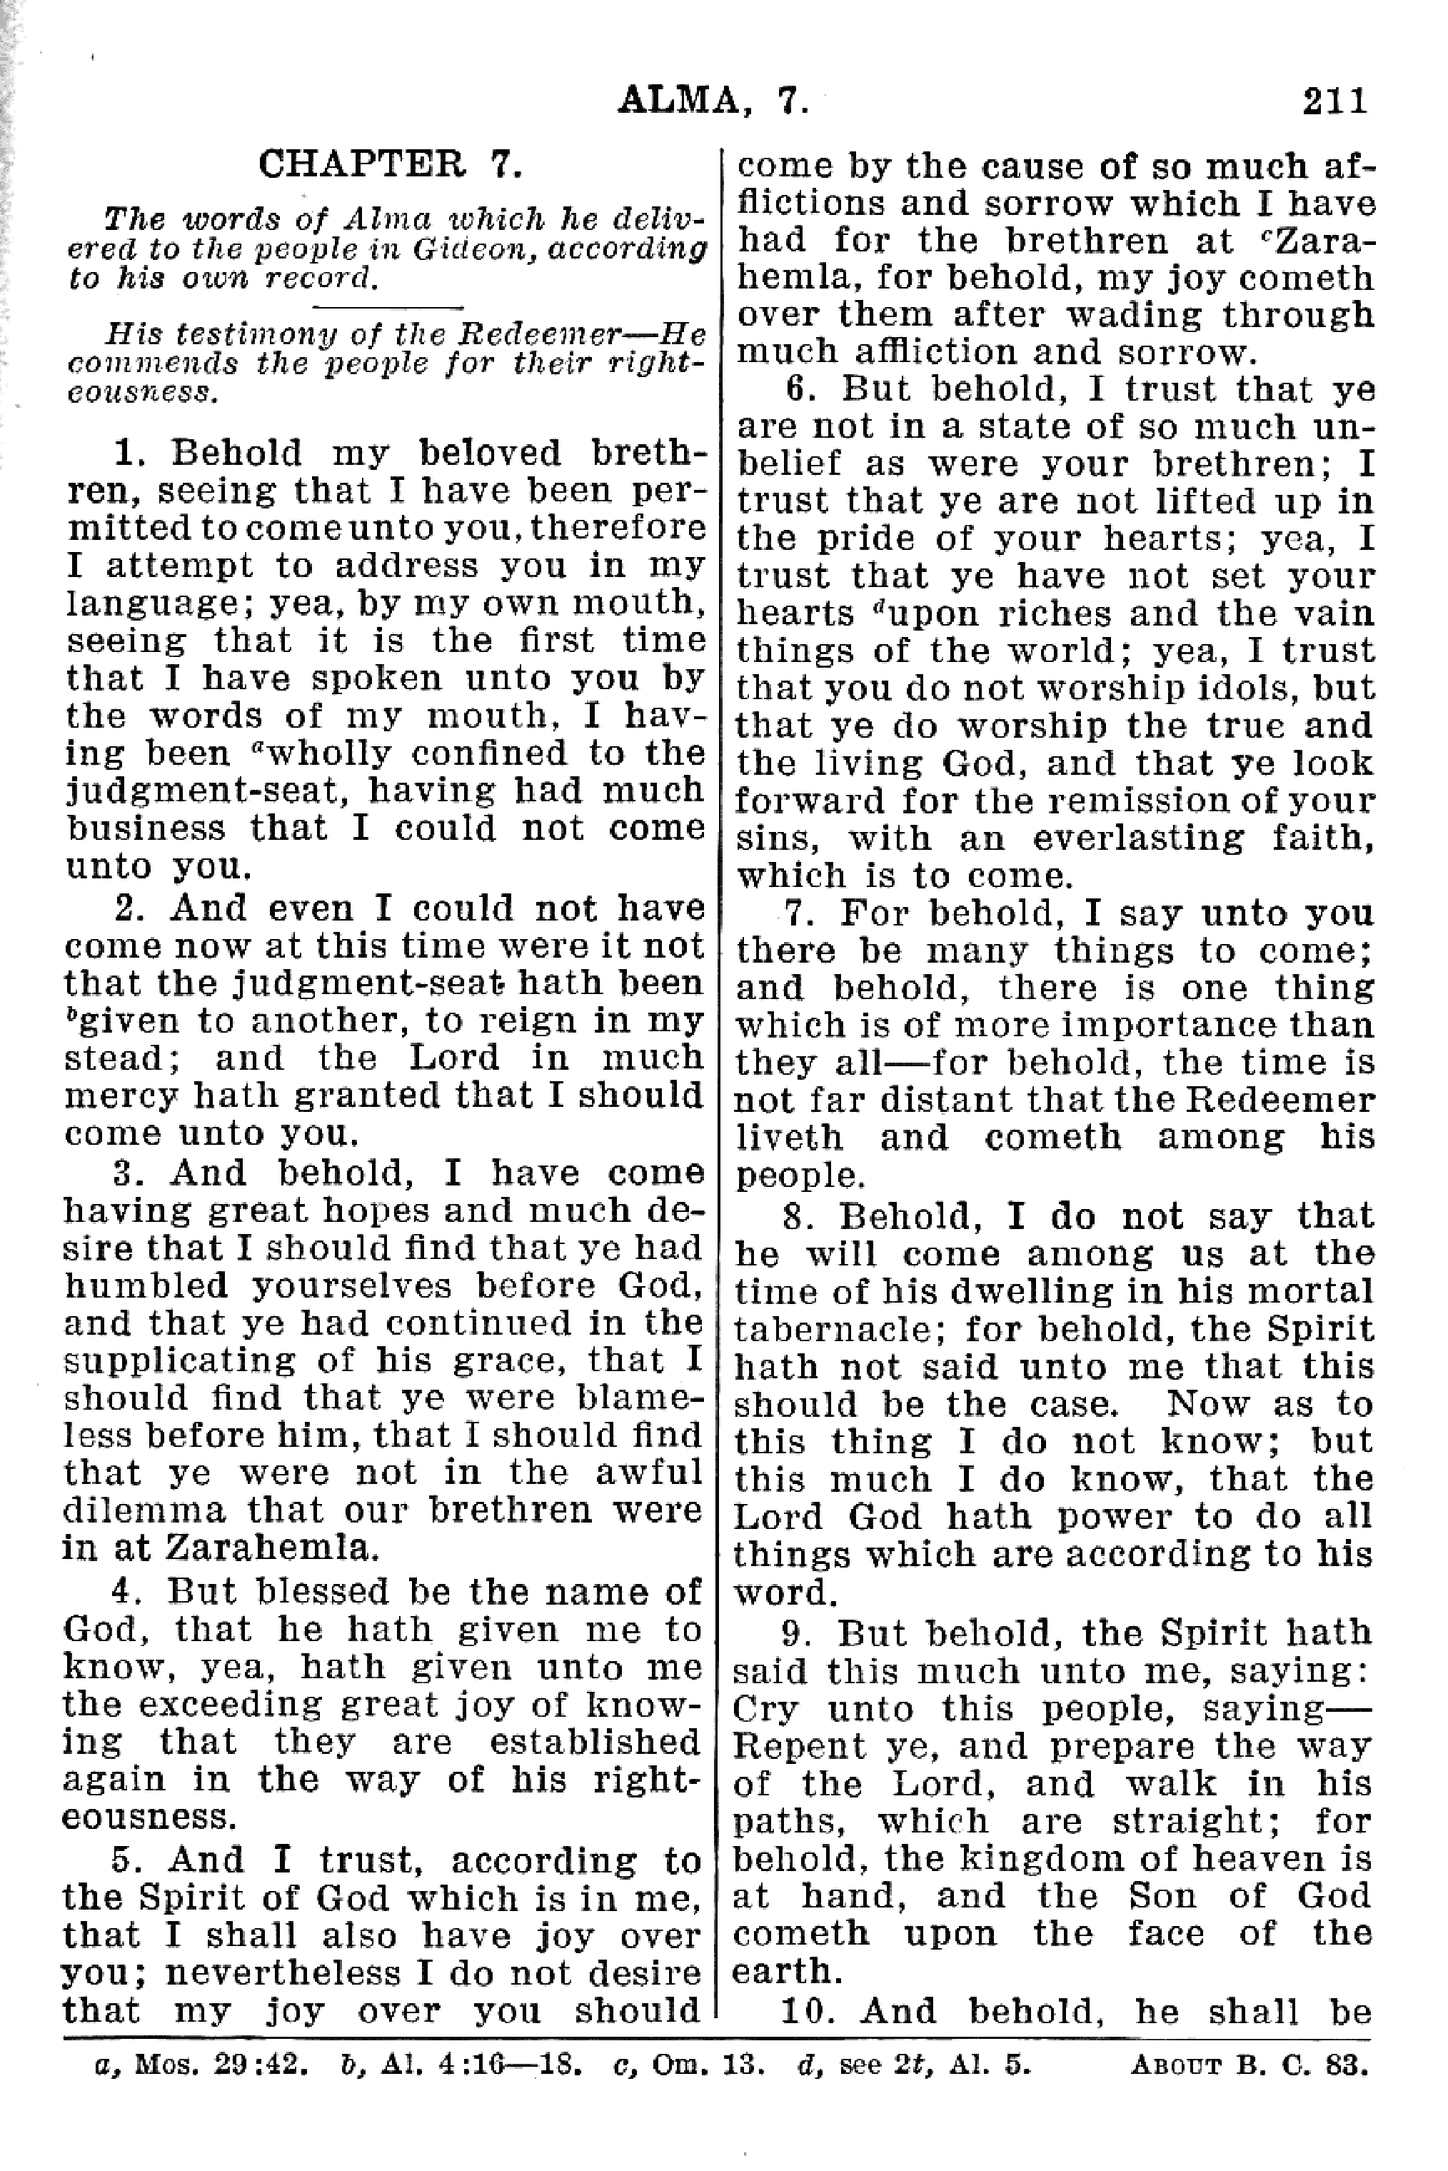 ALMA, 7. 211
CHAPTER 7.
The words of Alma which he deliv-
ered to the people in Gideon, according
to his own record.
His testimony of the Redeemer—He
commends the people for their right-
eousness.
1. Behold my beloved breth-
ren, seeing that I have been per-
mitted to come unto you, therefore
I attempt to address you in my
language; yea, by my own mouth,
seeing that it is the first time
that I have spoken unto you by
the words of my mouth, I hav-
ing been ᵃwholly confined to the
judgment-seat, having had much
business that I could not come
unto you.
2. And even I could not have
come now at this time were it not
that the judgment-seat hath been
ᵇgiven to another, to reign in my
stead; and the Lord in much
mercy hath granted that I should
come unto you.
3. And behold, I have come
having great hopes and much de-
sire that I should find that ye had
humbled yourselves before God,
and that ye had continued in the
supplicating of his grace, that I
should find that ye were blame-
less before him, that I should find
that ye were not in the awful
dilemma that our brethren were
in at Zarahemla.
4. But blessed be the name of
God, that he hath given me to
know, yea, hath given unto me
the exceeding great joy of know-
ing that they are established
again in the way of his right-
eousness.
5. And I trust, according to
the Spirit of God which is in me,
that I shall also have joy over
you; nevertheless I do not desire
that my joy over you should
come by the cause of so much af-
flictions and sorrow which I have
had for the brethren at ᶜZara-
hemla, for behold, my joy cometh
over them after wading through
much affliction and sorrow.
6. But behold, I trust that ye
are not in a state of so much un-
belief as were your brethren; I
trust that ye are not lifted up in
the pride of your hearts; yea, I
trust that ye have not set your
hearts ᵈupon riches and the vain
things of the world; yea, I trust
that you do not worship idols, but
that ye do worship the true and
the living God, and that ye look
forward for the remission of your
sins, with an everlasting faith,
which is to come.
7. For behold, I say unto you
there be many things to come;
and behold, there is one thing
which is of more importance than
they all—for behold, the time is
not far distant that the Redeemer
liveth and cometh among his
people.
8. Behold, I do not say that
he will come among us at the
time of his dwelling in his mortal
tabernacle; for behold, the Spirit
hath not said unto me that this
should be the case. Now as to
this thing I do not know; but
this much I do know, that the
Lord God hath power to do all
things which are according to his
word.
9. But behold, the Spirit hath
said this much unto me, saying:
Cry unto this people, saying—
Repent ye, and prepare the way
of the Lord, and walk in his
paths, which are straight; for
behold, the kingdom of heaven is
at hand, and the Son of God
cometh upon the face of the
earth.
10. And behold, he shall be
a, Mos. 29:42. b, Al. 4:16—18. c, Om. 13. d, see 2t, Al. 5. ABOUT B. C. 83.